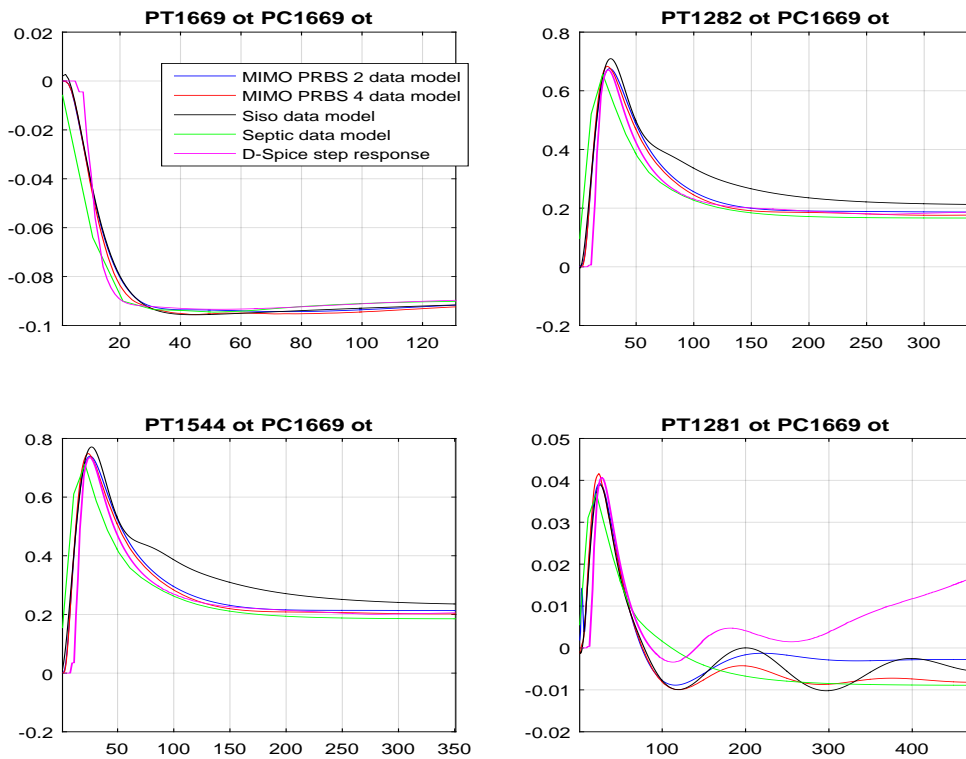 PT1669 ot PC1669 ot
0.02
0
-0.02
-0.04
-0.06
-0.08
-0.1
20 40 60 80 100 120
MIMO PRBS 2 data model
MIMO PRBS 4 data model
Siso data model
Septic data model
D-Spice step response
PT1282 ot PC1669 ot
0.8
0.6
0.4
0.2
0
-0.2
50 100 150 200 250 300
PT1544 ot PC1669 ot
0.8
0.6
0.4
0.2
0
-0.2
50 100 150 200 250 300 350
PT1281 ot PC1669 ot
0.05
0.04
0.03
0.02
0.01
0
-0.01
-0.02
100 200 300 400